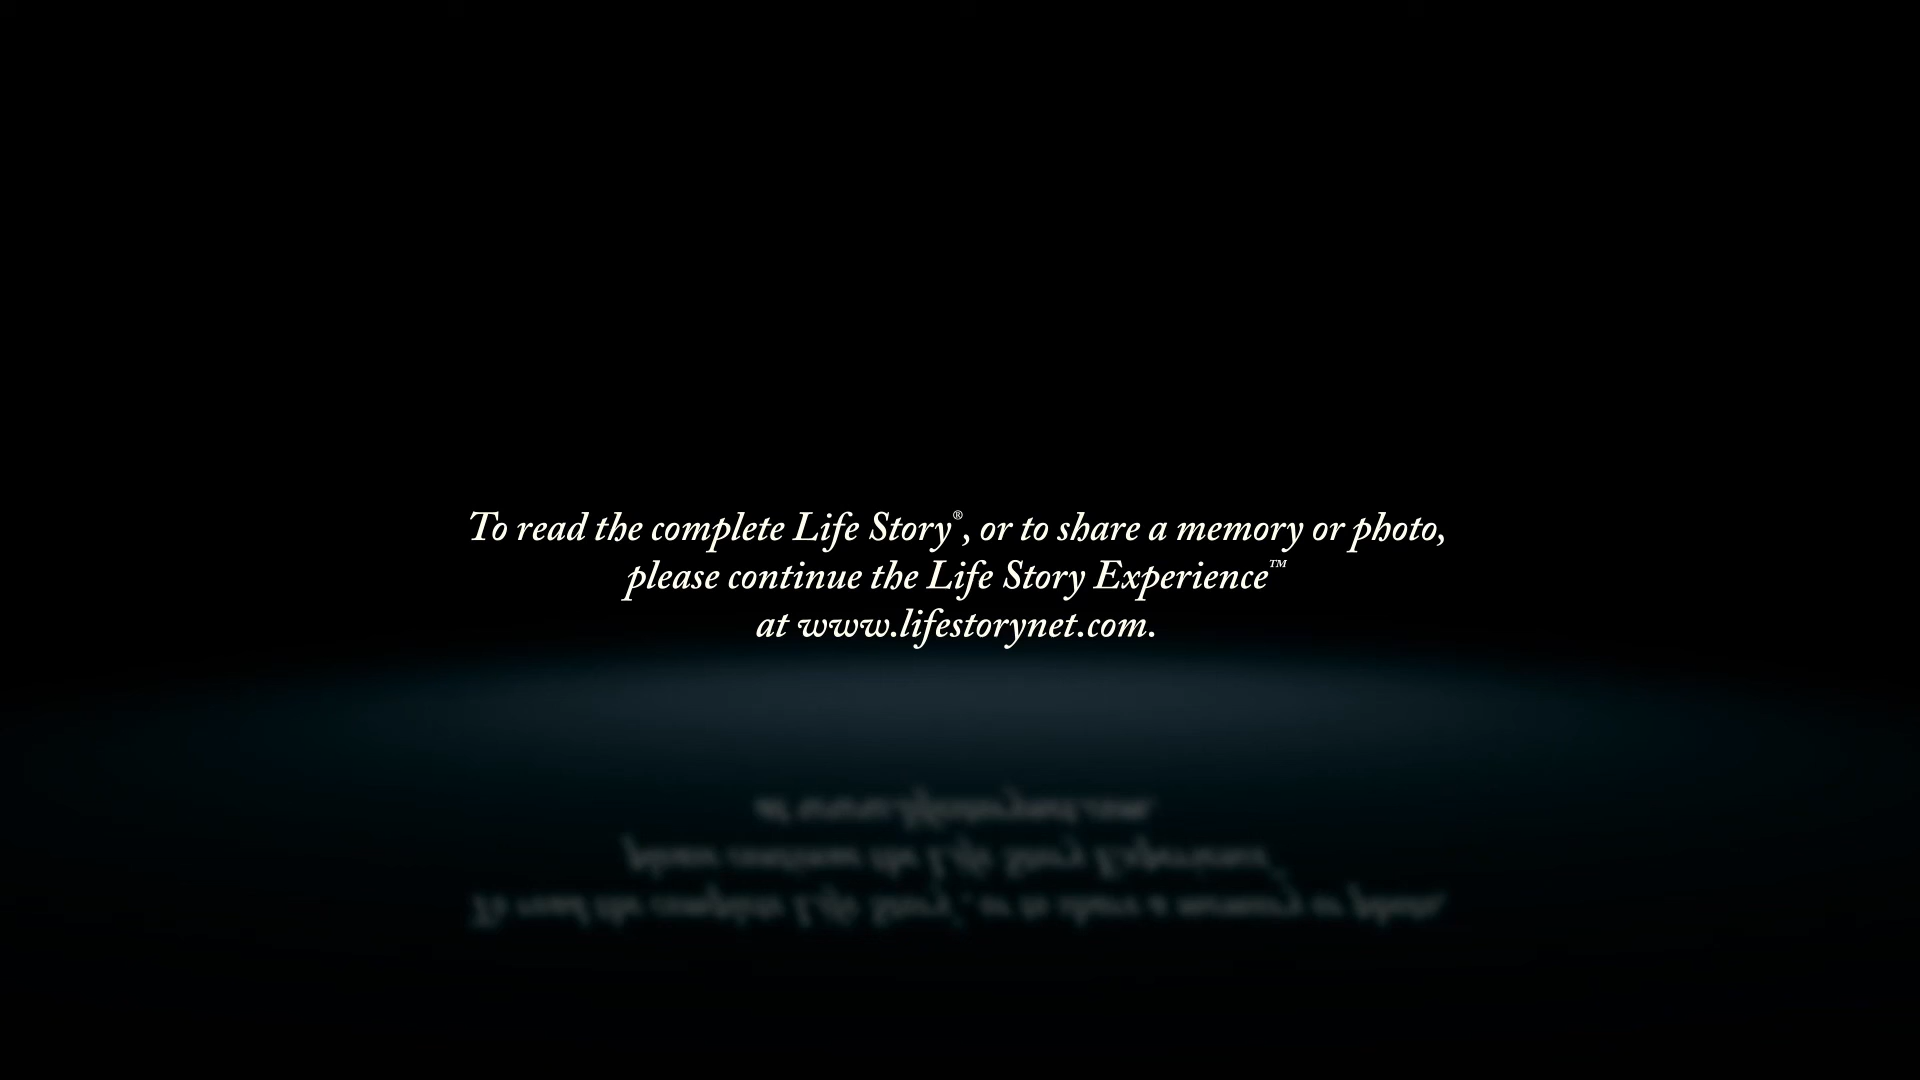 To read the complete Life Story®, or to share a memory or photo,
please continue the Life Story Experience™
at www.lifestorynet.com.